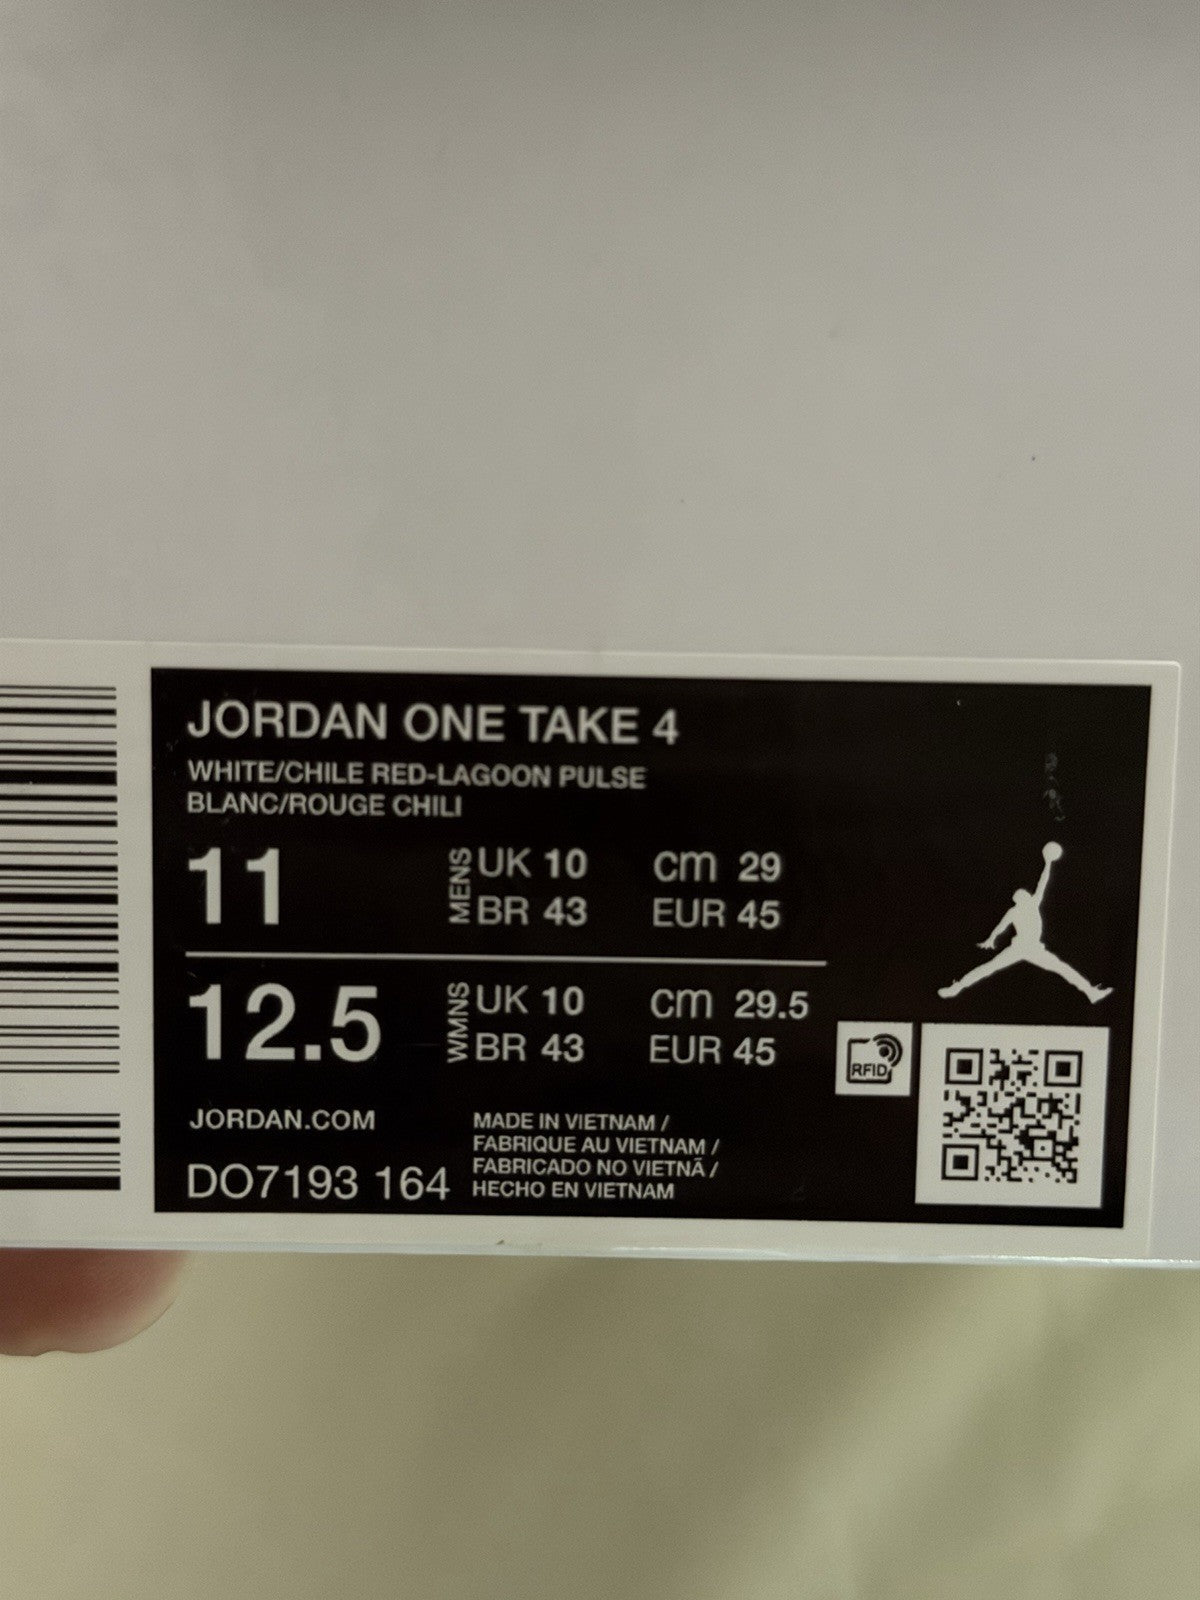 JORDAN ONE TAKE 4
WHITE/CHILE RED-LAGOON PULSE
BLANC/ROUGE CHILI
11 MENS UK 10 cm 29
BR 43 EUR 45
12.5 WMNS UK 10 cm 29.5
BR 43 EUR 45
RFID
JORDAN.COM
DO7193 164
MADE IN VIETNAM /
FABRIQUE AU VIETNAM /
FABRICADO NO VIETNÃ /
HECHO EN VIETNAM